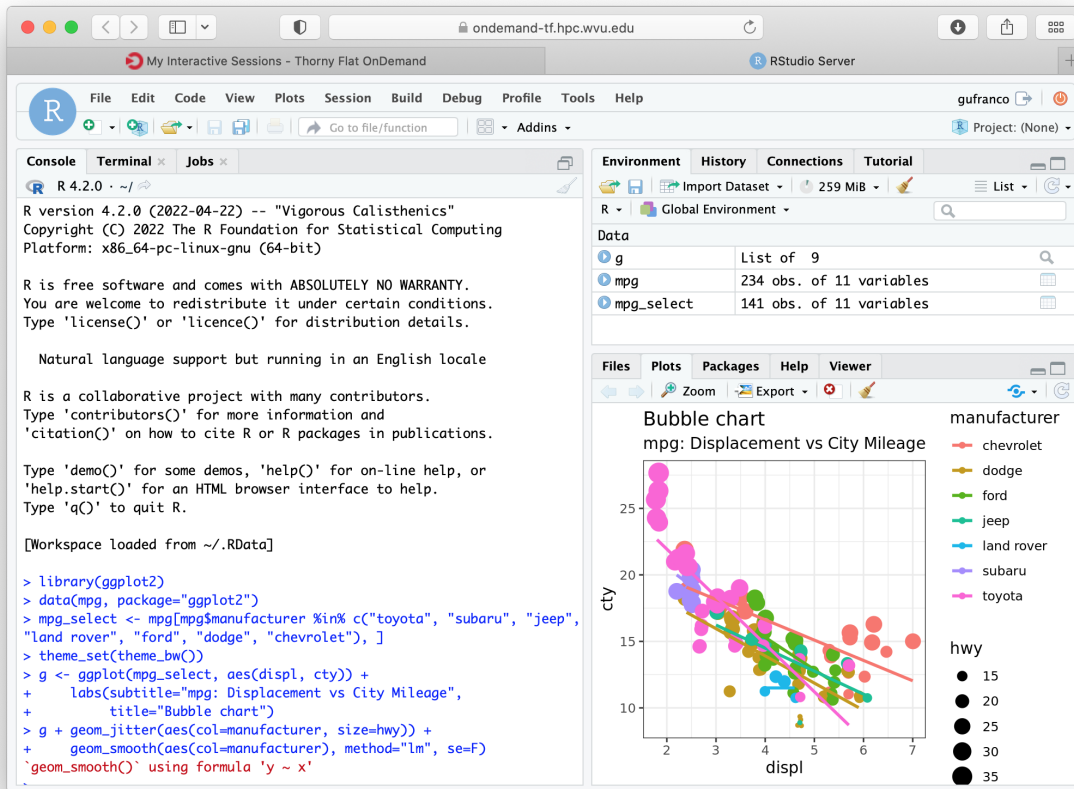 ondemand-tf.hpc.wvu.edu
My Interactive Sessions - Thorny Flat OnDemand
R RStudio Server
R
File Edit Code View Plots Session Build Debug Profile Tools Help
gufranco
Go to file/function
Addins
R Project: (None)
Console Terminal Jobs
R R 4.2.0 · ~/
R version 4.2.0 (2022-04-22) -- "Vigorous Calisthenics"
Copyright (C) 2022 The R Foundation for Statistical Computing
Platform: x86_64-pc-linux-gnu (64-bit)
R is free software and comes with ABSOLUTELY NO WARRANTY.
You are welcome to redistribute it under certain conditions.
Type 'license()' or 'licence()' for distribution details.
Natural language support but running in an English locale
R is a collaborative project with many contributors.
Type 'contributors()' for more information and
'citation()' on how to cite R or R packages in publications.
Type 'demo()' for some demos, 'help()' for on-line help, or
'help.start()' for an HTML browser interface to help.
Type 'q()' to quit R.
[Workspace loaded from ~/.RData]
> library(ggplot2)
> data(mpg, package="ggplot2")
> mpg_select <- mpg[mpg$manufacturer %in% c("toyota", "subaru", "jeep",
"land rover", "ford", "dodge", "chevrolet"), ]
> theme_set(theme_bw())
> g <- ggplot(mpg_select, aes(displ, cty)) +
+     labs(subtitle="mpg: Displacement vs City Mileage",
+          title="Bubble chart")
> g + geom_jitter(aes(col=manufacturer, size=hwy)) +
+     geom_smooth(aes(col=manufacturer), method="lm", se=F)
`geom_smooth()` using formula 'y ~ x'
>
Environment History Connections Tutorial
Import Dataset 259 MiB List
R Global Environment
Data
g List of 9
mpg 234 obs. of 11 variables
mpg_select 141 obs. of 11 variables
Files Plots Packages Help Viewer
Zoom Export
Bubble chart
mpg: Displacement vs City Mileage
25
20
15
10
cty
2 3 4 5 6 7
displ
manufacturer
chevrolet
dodge
ford
jeep
land rover
subaru
toyota
hwy
15
20
25
30
35